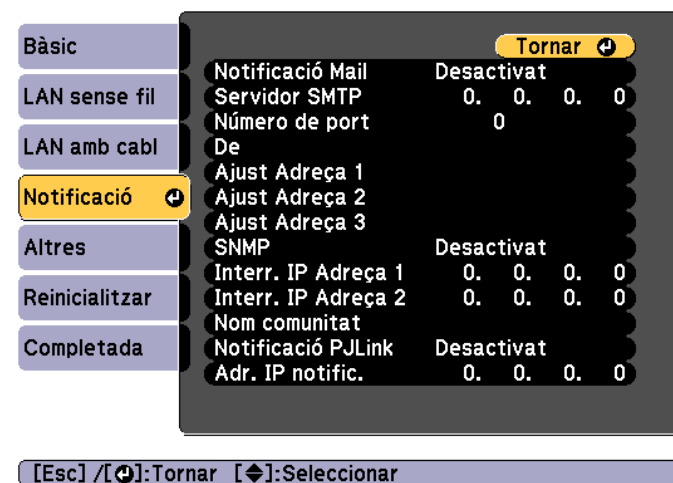 Bàsic
LAN sense fil
LAN amb cabl
Notificació
Altres
Reinicialitzar
Completada
Tornar
Notificació Mail Desactivat
Servidor SMTP 0. 0. 0. 0
Número de port 0
De
Ajust Adreça 1
Ajust Adreça 2
Ajust Adreça 3
SNMP Desactivat
Interr. IP Adreça 1 0. 0. 0. 0
Interr. IP Adreça 2 0. 0. 0. 0
Nom comunitat
Notificació PJLink Desactivat
Adr. IP notific. 0. 0. 0. 0
[Esc] /[⏎]:Tornar [◆]:Seleccionar